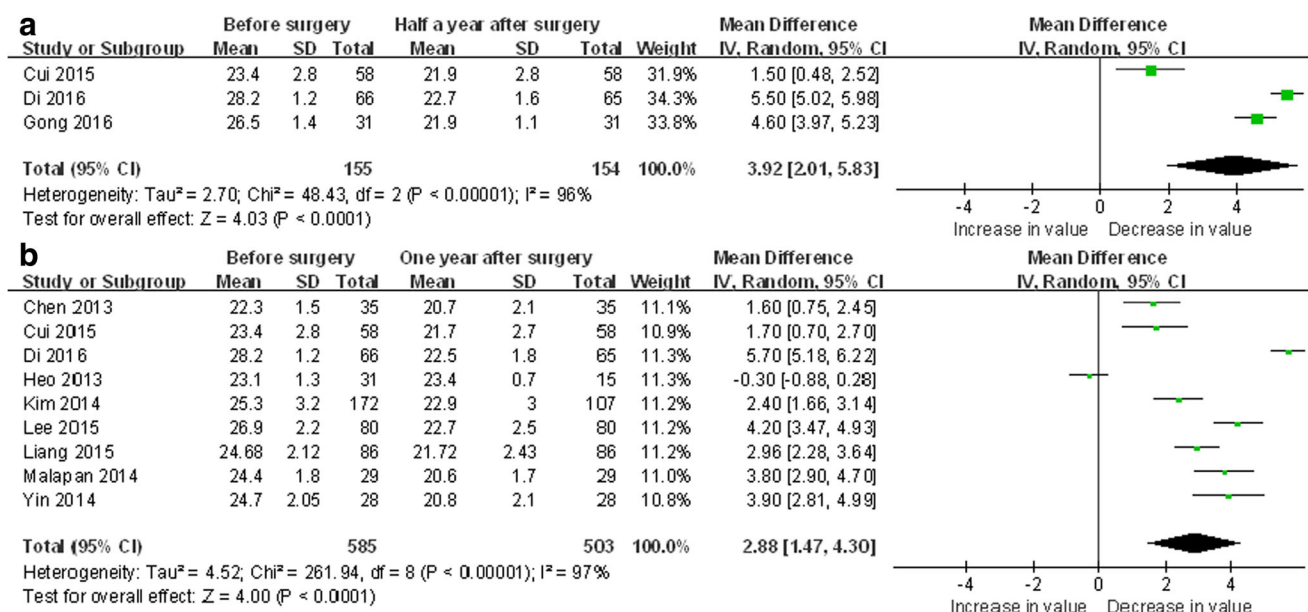 a
Before surgery Half a year after surgery Mean Difference Mean Difference
Study or Subgroup Mean SD Total Mean SD Total Weight IV, Random, 95% CI IV, Random, 95% CI
Cui 2015 23.4 2.8 58 21.9 2.8 58 31.9% 1.50 [0.48, 2.52]
Di 2016 28.2 1.2 66 22.7 1.6 65 34.3% 5.50 [5.02, 5.98]
Gong 2016 26.5 1.4 31 21.9 1.1 31 33.8% 4.60 [3.97, 5.23]
Total (95% CI) 155 154 100.0% 3.92 [2.01, 5.83]
Heterogeneity: Tau² = 2.70; Chi² = 48.43, df = 2 (P < 0.00001); I² = 96%
Test for overall effect: Z = 4.03 (P < 0.0001)
-4 -2 0 2 4
Increase in value Decrease in value
b
Before surgery One year after surgery Mean Difference Mean Difference
Study or Subgroup Mean SD Total Mean SD Total Weight IV, Random, 95% CI IV, Random, 95% CI
Chen 2013 22.3 1.5 35 20.7 2.1 35 11.1% 1.60 [0.75, 2.45]
Cui 2015 23.4 2.8 58 21.7 2.7 58 10.9% 1.70 [0.70, 2.70]
Di 2016 28.2 1.2 66 22.5 1.8 65 11.3% 5.70 [5.18, 6.22]
Heo 2013 23.1 1.3 31 23.4 0.7 15 11.3% -0.30 [-0.88, 0.28]
Kim 2014 25.3 3.2 172 22.9 3 107 11.2% 2.40 [1.66, 3.14]
Lee 2015 26.9 2.2 80 22.7 2.5 80 11.2% 4.20 [3.47, 4.93]
Liang 2015 24.68 2.12 86 21.72 2.43 86 11.2% 2.96 [2.28, 3.64]
Malapan 2014 24.4 1.8 29 20.6 1.7 29 11.0% 3.80 [2.90, 4.70]
Yin 2014 24.7 2.05 28 20.8 2.1 28 10.8% 3.90 [2.81, 4.99]
Total (95% CI) 585 503 100.0% 2.88 [1.47, 4.30]
Heterogeneity: Tau² = 4.52; Chi² = 261.94, df = 8 (P < 0.00001); I² = 97%
Test for overall effect: Z = 4.00 (P < 0.0001)
-4 -2 0 2 4
Increase in value Decrease in value